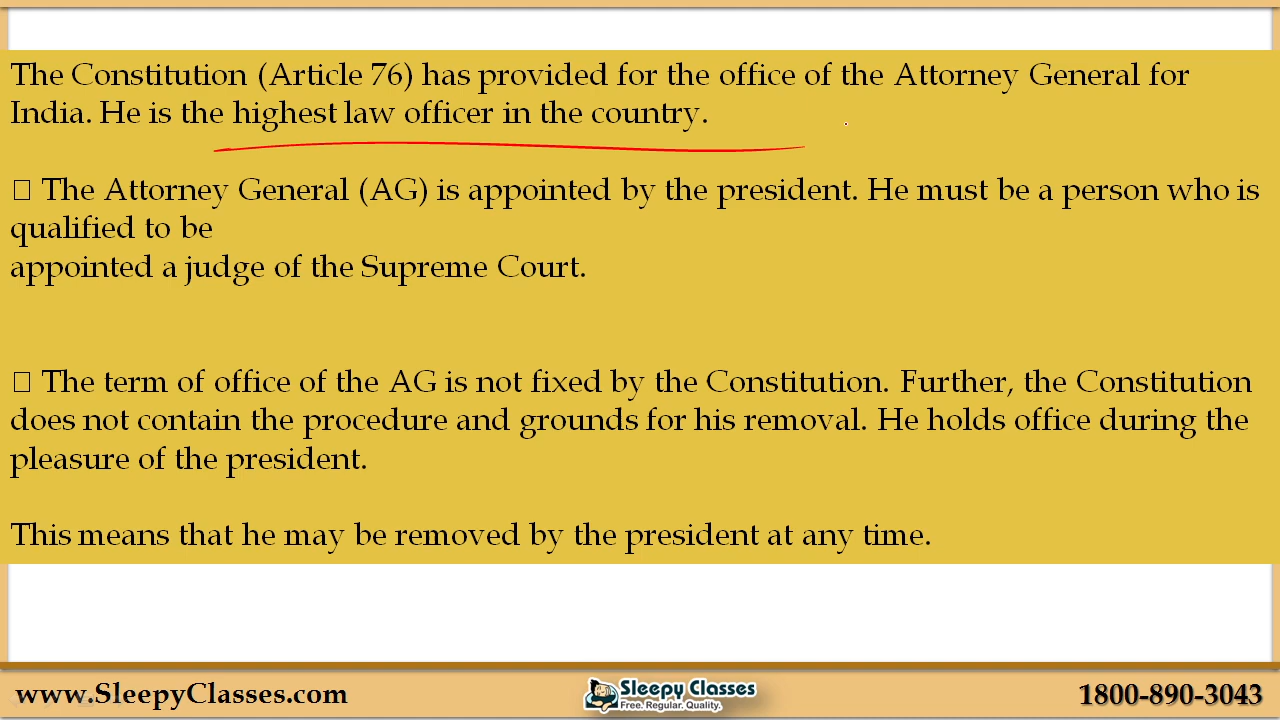 The Constitution (Article 76) has provided for the office of the Attorney General for
India. He is the highest law officer in the country.
□ The Attorney General (AG) is appointed by the president. He must be a person who is
qualified to be
appointed a judge of the Supreme Court.
□ The term of office of the AG is not fixed by the Constitution. Further, the Constitution
does not contain the procedure and grounds for his removal. He holds office during the
pleasure of the president.
This means that he may be removed by the president at any time.
www.SleepyClasses.com
Sleepy Classes
Free. Regular. Quality.
1800-890-3043